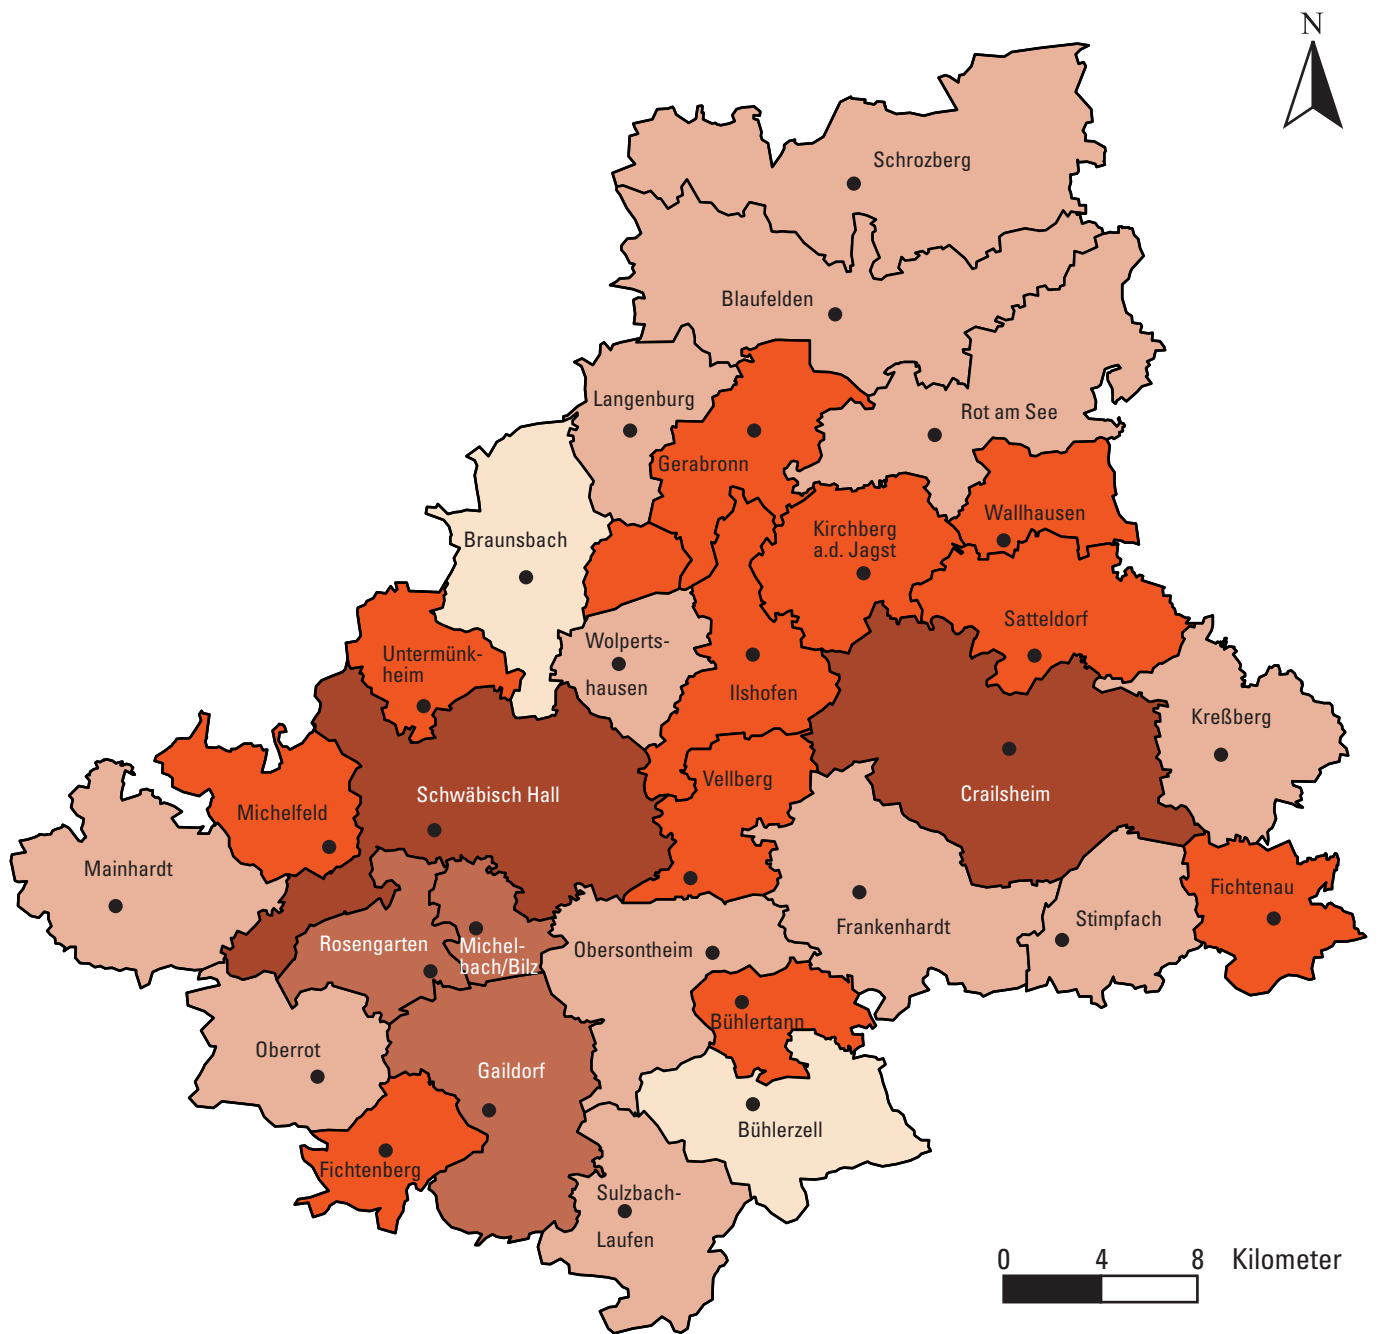 N
Schrozberg
Blaufelden
Langenburg
Rot am See
Gerabronn
Wallhausen
Kirchberg
a.d. Jagst
Braunsbach
Satteldorf
Wolperts-
hausen
Untermünk-
heim
Ilshofen
Kreßberg
Vellberg
Schwäbisch Hall
Crailsheim
Michelfeld
Mainhardt
Fichtenau
Stimpfach
Frankenhardt
Rosengarten
Michel-
bach/Bilz
Obersontheim
Bühlertann
Oberrot
Gaildorf
Bühlerzell
Fichtenberg
Sulzbach-
Laufen
0 4 8 Kilometer